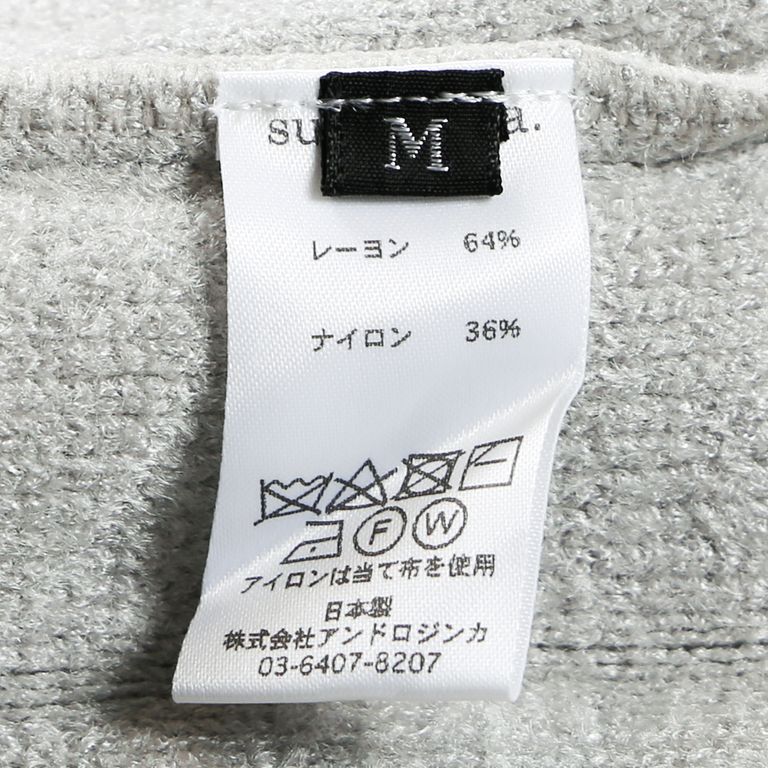 M
レーヨン 64%
ナイロン 36%
F W
アイロンは当て布を使用
日本製
株式会社アンドロジンカ
03-6407-8207